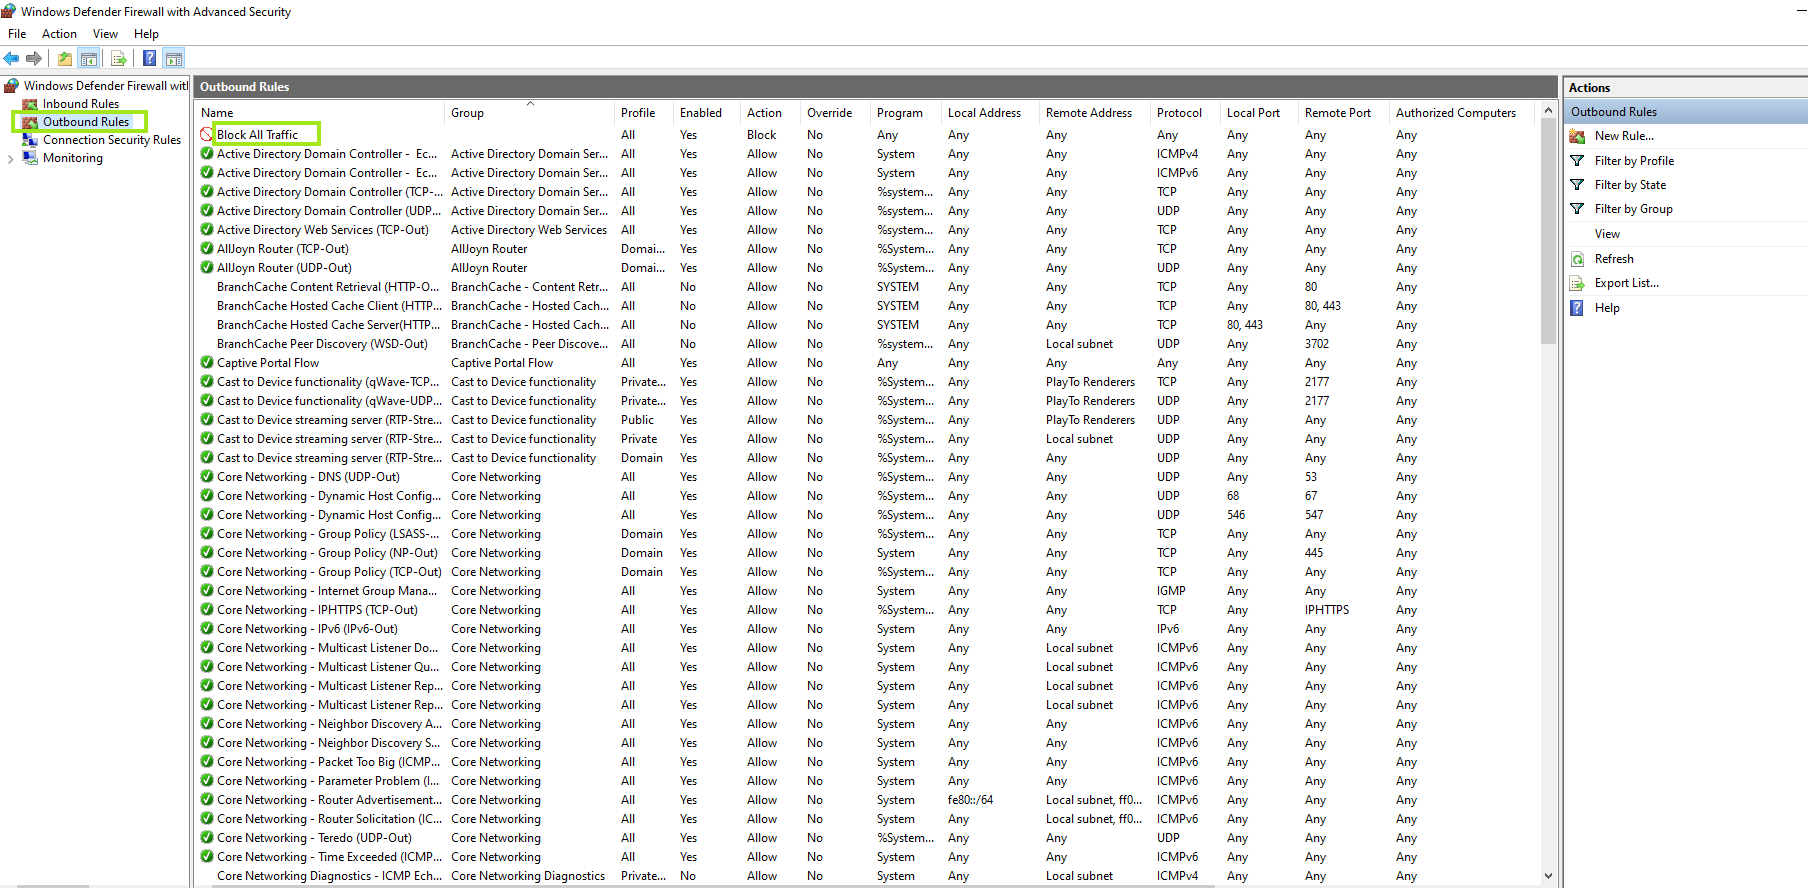 Windows Defender Firewall with Advanced Security
File Action View Help
Windows Defender Firewall wit
Inbound Rules
Outbound Rules
Connection Security Rules
Monitoring
Outbound Rules
Name Group Profile Enabled Action Override Program Local Address Remote Address Protocol Local Port Remote Port Authorized Computers
Block All Traffic All Yes Block No Any Any Any Any Any Any Any
Active Directory Domain Controller - Ec... Active Directory Domain Ser... All Yes Allow No System Any Any ICMPv4 Any Any Any
Active Directory Domain Controller - Ec... Active Directory Domain Ser... All Yes Allow No System Any Any ICMPv6 Any Any Any
Active Directory Domain Controller (TCP-... Active Directory Domain Ser... All Yes Allow No %system... Any Any TCP Any Any Any
Active Directory Domain Controller (UDP... Active Directory Domain Ser... All Yes Allow No %system... Any Any UDP Any Any Any
Active Directory Web Services (TCP-Out) Active Directory Web Services All Yes Allow No %system... Any Any TCP Any Any Any
AllJoyn Router (TCP-Out) AllJoyn Router Domai... Yes Allow No %System... Any Any TCP Any Any Any
AllJoyn Router (UDP-Out) AllJoyn Router Domai... Yes Allow No %System... Any Any UDP Any Any Any
BranchCache Content Retrieval (HTTP-O... BranchCache - Content Retr... All No Allow No SYSTEM Any Any TCP Any 80 Any
BranchCache Hosted Cache Client (HTTP... BranchCache - Hosted Cach... All No Allow No SYSTEM Any Any TCP Any 80, 443 Any
BranchCache Hosted Cache Server(HTTP... BranchCache - Hosted Cach... All No Allow No SYSTEM Any Any TCP 80, 443 Any Any
BranchCache Peer Discovery (WSD-Out) BranchCache - Peer Discove... All No Allow No %system... Any Local subnet UDP Any 3702 Any
Captive Portal Flow Captive Portal Flow All Yes Allow No Any Any Any Any Any Any Any
Cast to Device functionality (qWave-TCP... Cast to Device functionality Private... Yes Allow No %System... Any PlayTo Renderers TCP Any 2177 Any
Cast to Device functionality (qWave-UDP... Cast to Device functionality Private... Yes Allow No %System... Any PlayTo Renderers UDP Any 2177 Any
Cast to Device streaming server (RTP-Stre... Cast to Device functionality Public Yes Allow No %System... Any PlayTo Renderers UDP Any Any Any
Cast to Device streaming server (RTP-Stre... Cast to Device functionality Private Yes Allow No %System... Any Local subnet UDP Any Any Any
Cast to Device streaming server (RTP-Stre... Cast to Device functionality Domain Yes Allow No %System... Any Any UDP Any Any Any
Core Networking - DNS (UDP-Out) Core Networking All Yes Allow No %System... Any Any UDP Any 53 Any
Core Networking - Dynamic Host Config... Core Networking All Yes Allow No %System... Any Any UDP 68 67 Any
Core Networking - Dynamic Host Config... Core Networking All Yes Allow No %System... Any Any UDP 546 547 Any
Core Networking - Group Policy (LSASS-... Core Networking Domain Yes Allow No %System... Any Any TCP Any Any Any
Core Networking - Group Policy (NP-Out) Core Networking Domain Yes Allow No System Any Any TCP Any 445 Any
Core Networking - Group Policy (TCP-Out) Core Networking Domain Yes Allow No %System... Any Any TCP Any Any Any
Core Networking - Internet Group Mana... Core Networking All Yes Allow No System Any Any IGMP Any Any Any
Core Networking - IPHTTPS (TCP-Out) Core Networking All Yes Allow No %System... Any Any TCP Any IPHTTPS Any
Core Networking - IPv6 (IPv6-Out) Core Networking All Yes Allow No System Any Any IPv6 Any Any Any
Core Networking - Multicast Listener Do... Core Networking All Yes Allow No System Any Local subnet ICMPv6 Any Any Any
Core Networking - Multicast Listener Qu... Core Networking All Yes Allow No System Any Local subnet ICMPv6 Any Any Any
Core Networking - Multicast Listener Rep... Core Networking All Yes Allow No System Any Local subnet ICMPv6 Any Any Any
Core Networking - Multicast Listener Rep... Core Networking All Yes Allow No System Any Local subnet ICMPv6 Any Any Any
Core Networking - Neighbor Discovery A... Core Networking All Yes Allow No System Any Any ICMPv6 Any Any Any
Core Networking - Neighbor Discovery S... Core Networking All Yes Allow No System Any Any ICMPv6 Any Any Any
Core Networking - Packet Too Big (ICMP... Core Networking All Yes Allow No System Any Any ICMPv6 Any Any Any
Core Networking - Parameter Problem (I... Core Networking All Yes Allow No System Any Any ICMPv6 Any Any Any
Core Networking - Router Advertisement... Core Networking All Yes Allow No System fe80::/64 Local subnet, ff0... ICMPv6 Any Any Any
Core Networking - Router Solicitation (IC... Core Networking All Yes Allow No System Any Local subnet, ff0... ICMPv6 Any Any Any
Core Networking - Teredo (UDP-Out) Core Networking All Yes Allow No %System... Any Any UDP Any Any Any
Core Networking - Time Exceeded (ICMP... Core Networking All Yes Allow No System Any Any ICMPv6 Any Any Any
Core Networking Diagnostics - ICMP Ech... Core Networking Diagnostics Private... No Allow No System Any Local subnet ICMPv4 Any Any Any
Actions
Outbound Rules
New Rule...
Filter by Profile
Filter by State
Filter by Group
View
Refresh
Export List...
Help